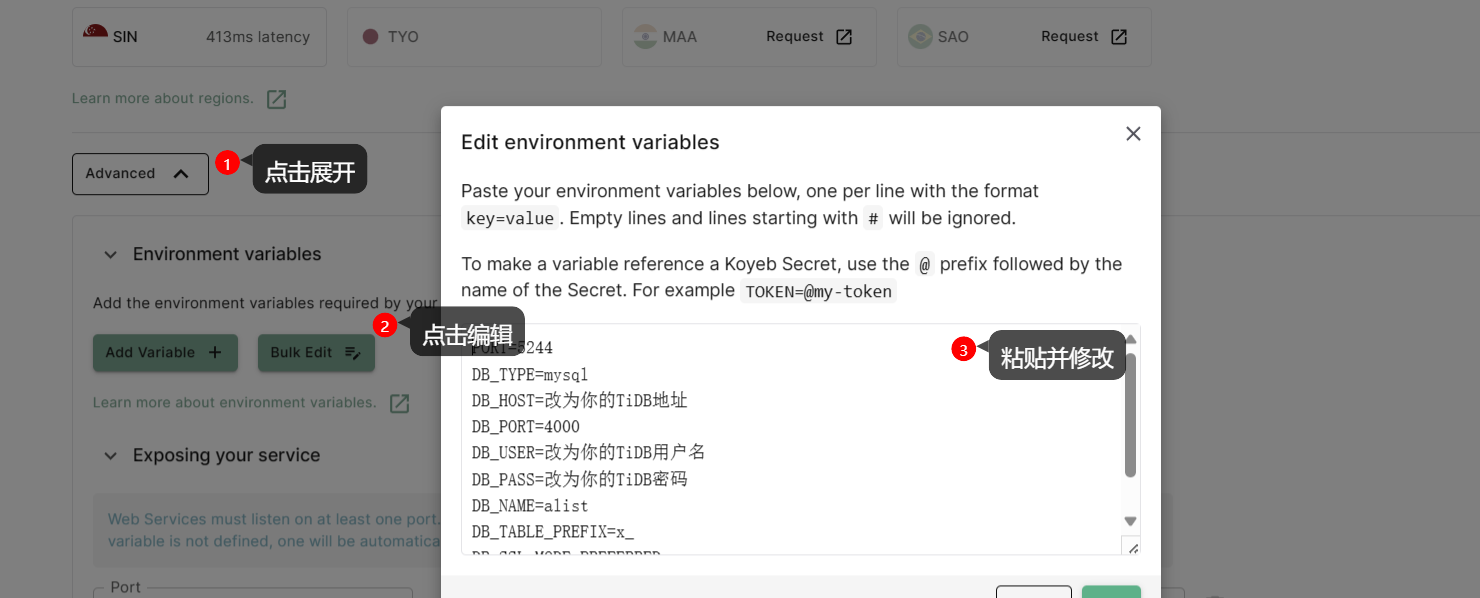 SIN
413ms latency
TYO
MAA
Request
SAO
Request
Learn more about regions.
Advanced
1
点击展开
Environment variables
Add the environment variables required by your
Add Variable +
Bulk Edit
2
点击编辑
Learn more about environment variables.
Exposing your service
Web Services must listen on at least one port.
variable is not defined, one will be automatica
Port
Edit environment variables
Paste your environment variables below, one per line with the format
key=value. Empty lines and lines starting with # will be ignored.
To make a variable reference a Koyeb Secret, use the @ prefix followed by the
name of the Secret. For example TOKEN=@my-token
3
粘贴并修改
PORT=5244
DB_TYPE=mysql
DB_HOST=改为你的TiDB地址
DB_PORT=4000
DB_USER=改为你的TiDB用户名
DB_PASS=改为你的TiDB密码
DB_NAME=alist
DB_TABLE_PREFIX=x_